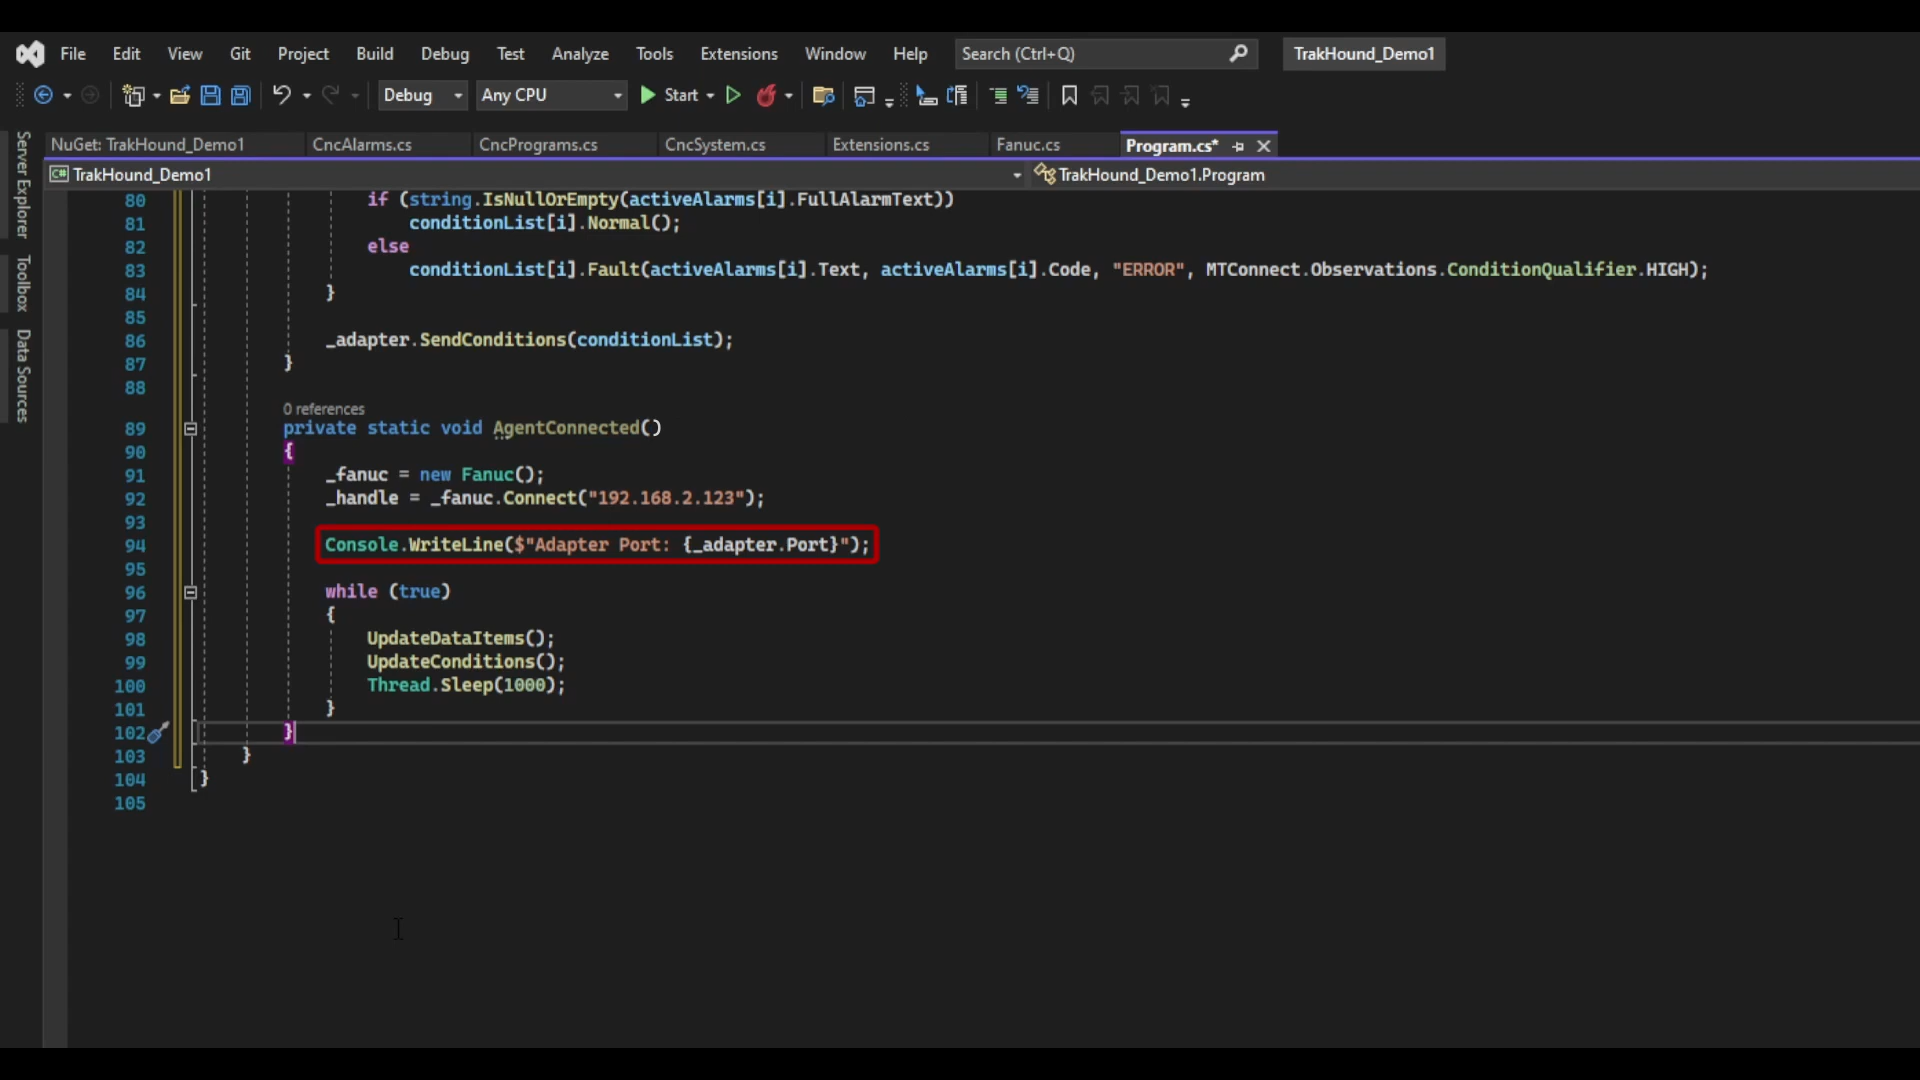 File Edit View Git Project Build Debug Test Analyze Tools Extensions Window Help Search (Ctrl+Q) TrakHound_Demo1
Debug Any CPU Start
NuGet: TrakHound_Demo1 CncAlarms.cs CncPrograms.cs CncSystem.cs Extensions.cs Fanuc.cs Program.cs*
C# TrakHound_Demo1 TrakHound_Demo1.Program
Server Explorer
Toolbox
Data Sources
80 if (string.IsNullOrEmpty(activeAlarms[i].FullAlarmText))
81 conditionList[i].Normal();
82 else
83 conditionList[i].Fault(activeAlarms[i].Text, activeAlarms[i].Code, "ERROR", MTConnect.Observations.ConditionQualifier.HIGH);
84 }
85
86 _adapter.SendConditions(conditionList);
87 }
88
0 references
89 private static void AgentConnected()
90 {
91 _fanuc = new Fanuc();
92 _handle = _fanuc.Connect("192.168.2.123");
93
94 Console.WriteLine($"Adapter Port: {_adapter.Port}");
95
96 while (true)
97 {
98 UpdateDataItems();
99 UpdateConditions();
100 Thread.Sleep(1000);
101 }
102 }
103 }
104 }
105